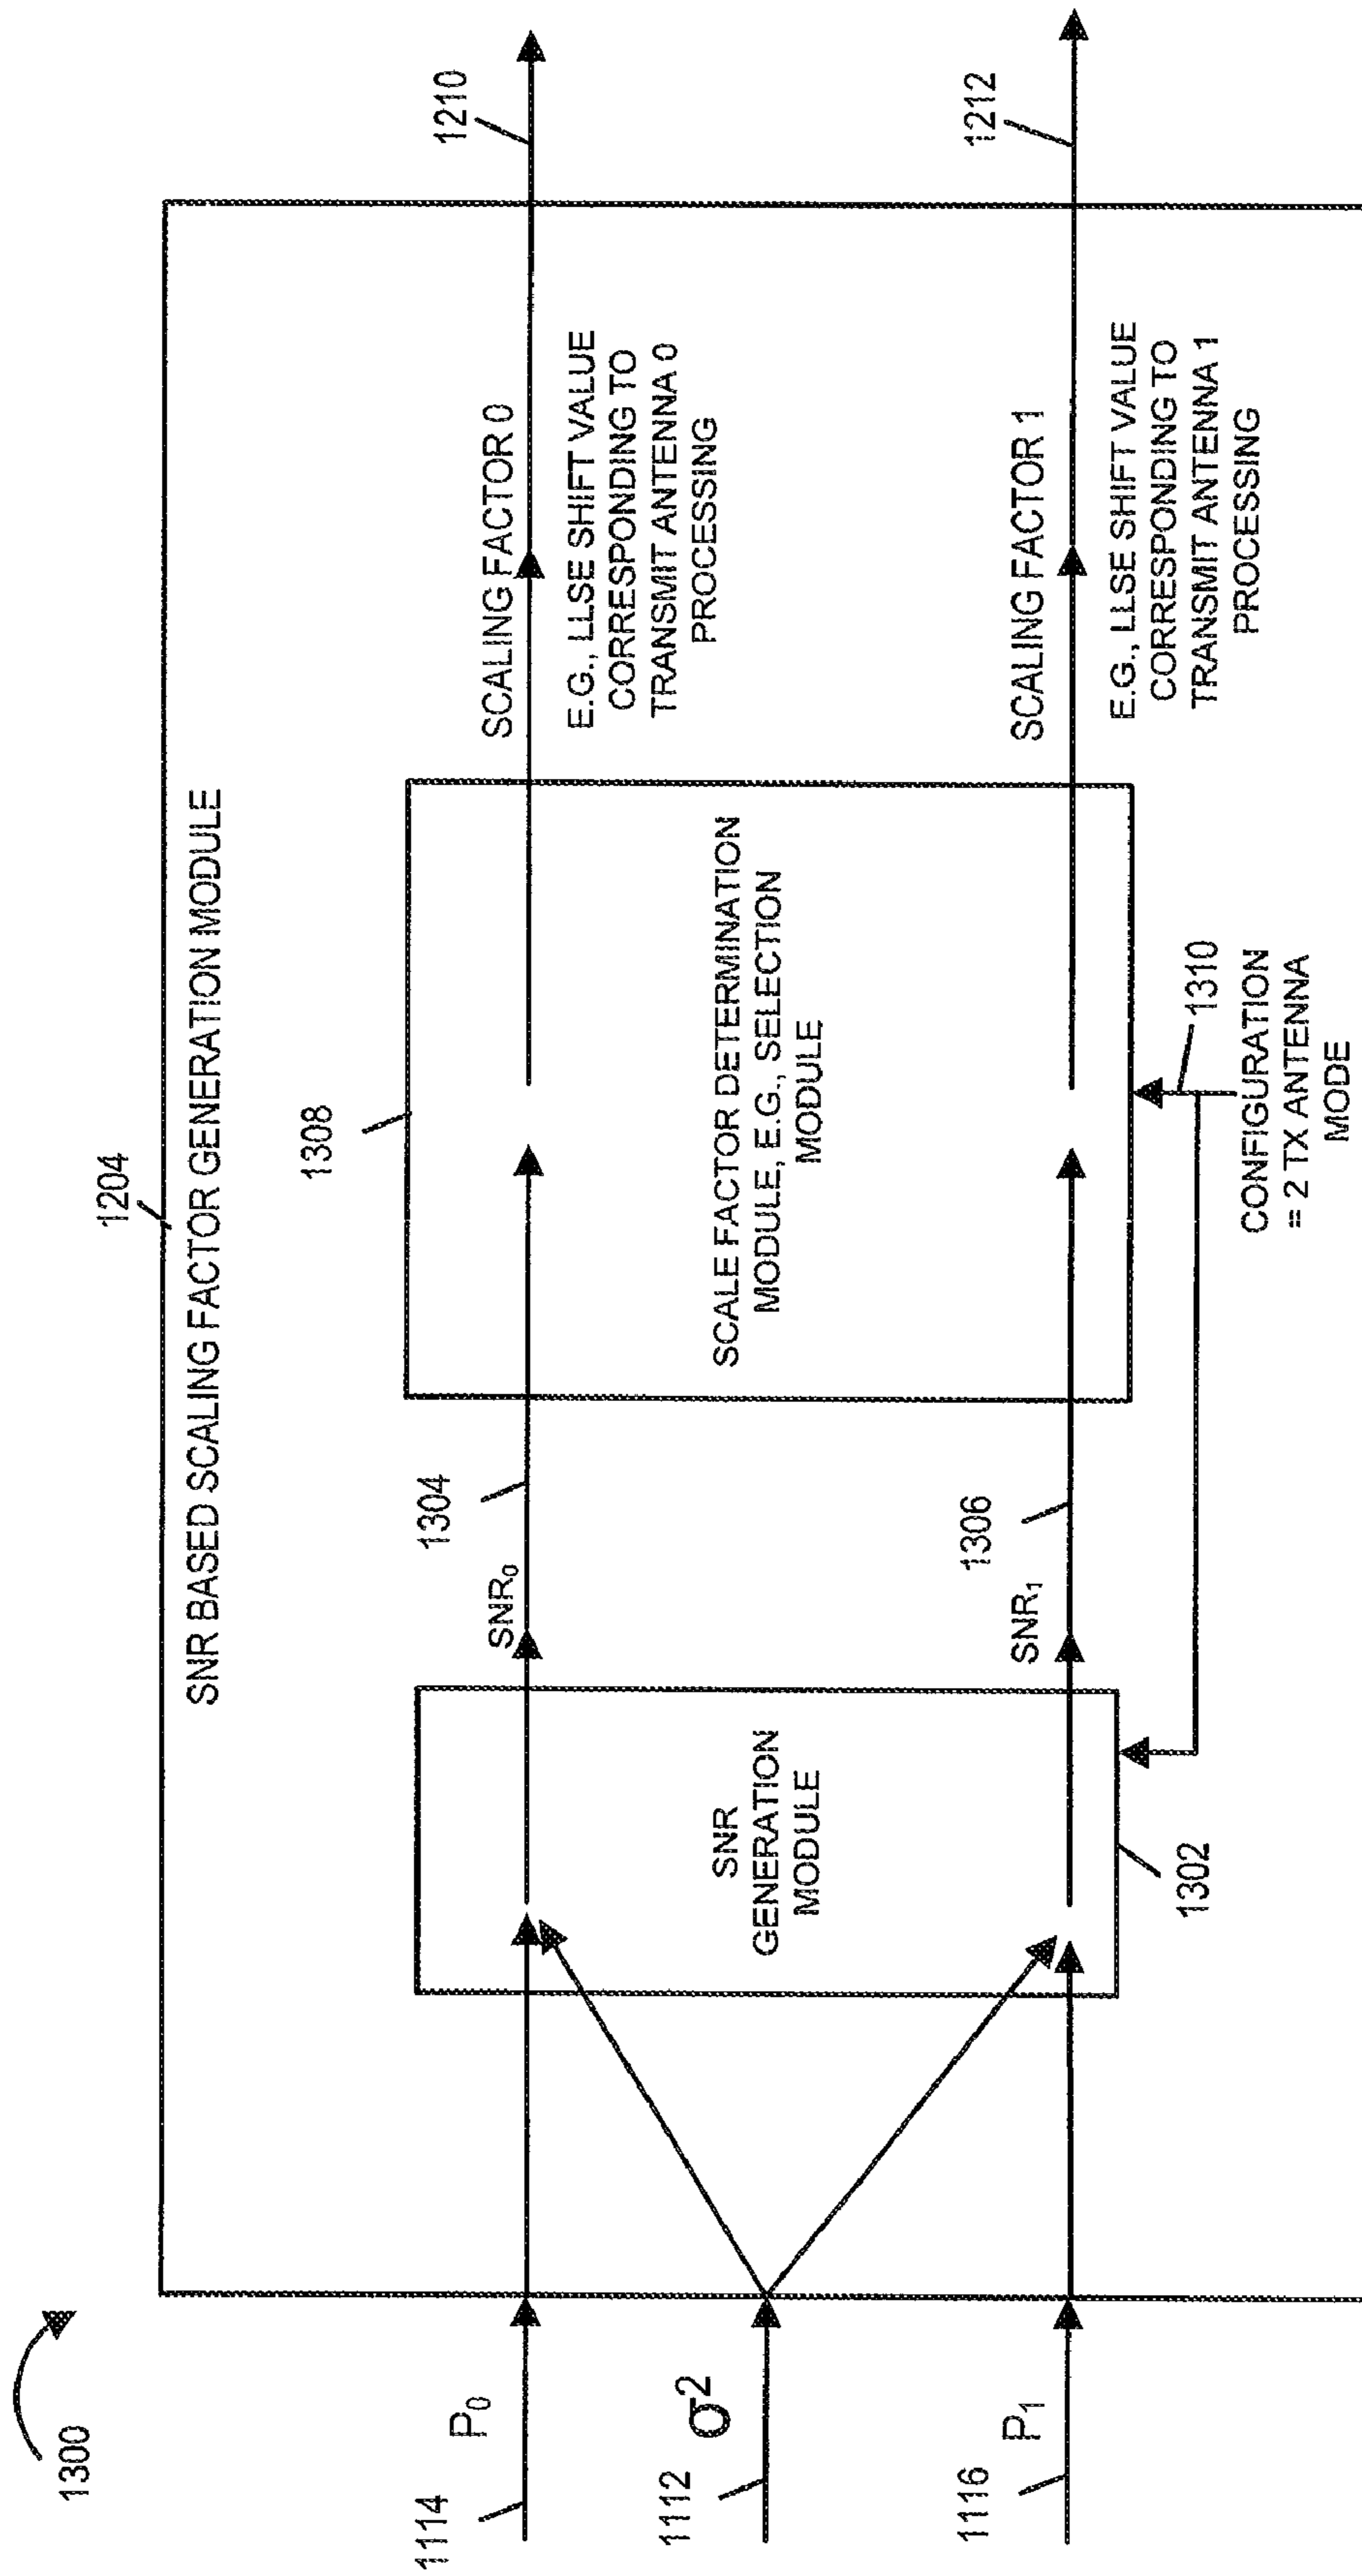 1300
1204
SNR BASED SCALING FACTOR GENERATION MODULE
1114
P0
1112
σ2
1116
P1
SNR
GENERATION
MODULE
1302
SNR0
1304
SNR1
1306
1308
SCALE FACTOR DETERMINATION
MODULE, E.G., SELECTION
MODULE
1310
CONFIGURATION
= 2 TX ANTENNA
MODE
SCALING FACTOR 0
E.G., LLSE SHIFT VALUE
CORRESPONDING TO
TRANSMIT ANTENNA 0
PROCESSING
1210
SCALING FACTOR 1
E.G., LLSE SHIFT VALUE
CORRESPONDING TO
TRANSMIT ANTENNA 1
PROCESSING
1212